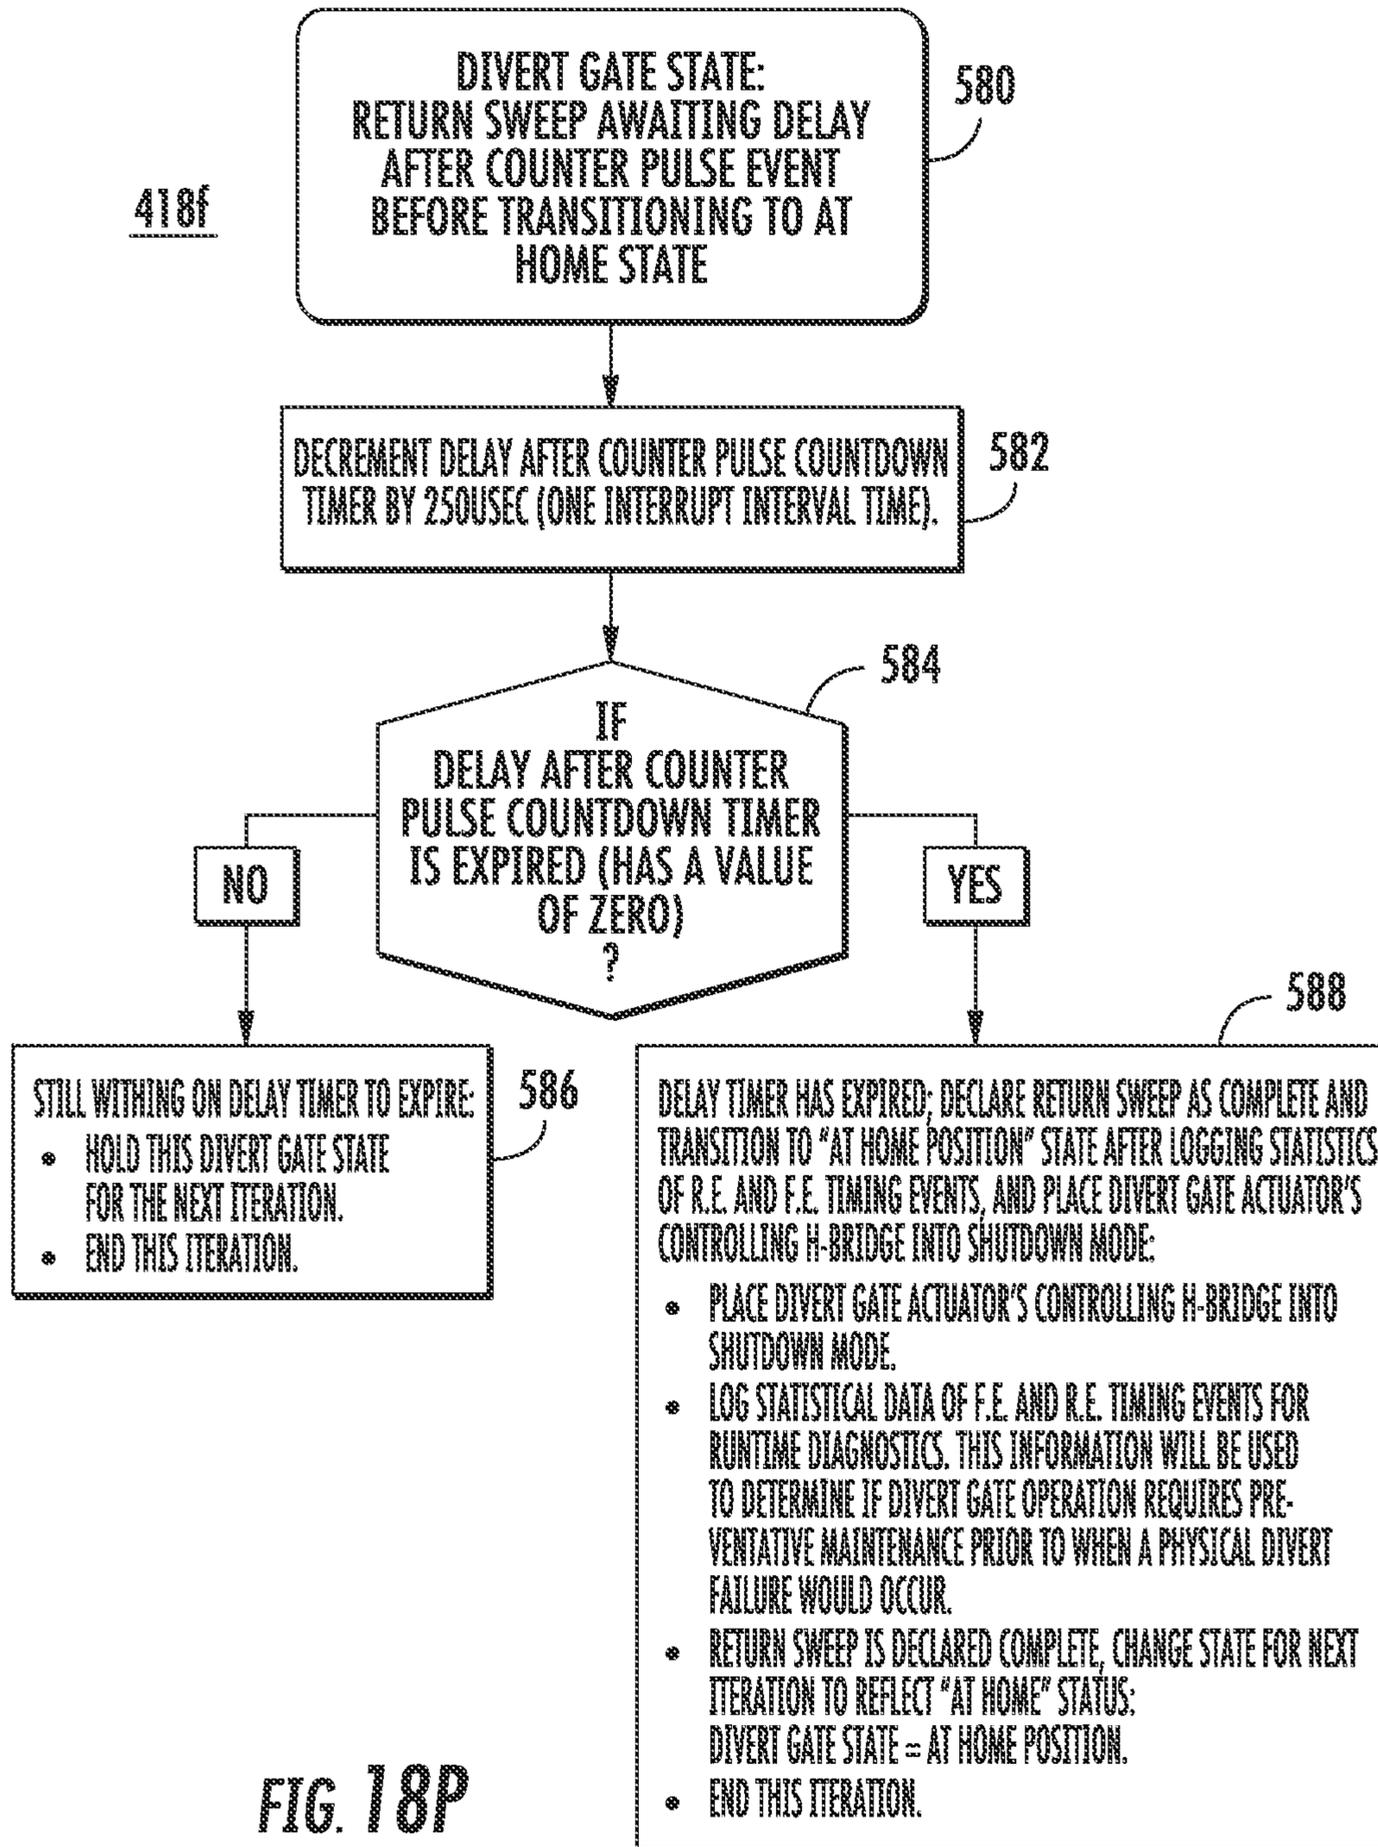 DIVERT GATE STATE:
RETURN SWEEP AWAITING DELAY
AFTER COUNTER PULSE EVENT
BEFORE TRANSITIONING TO AT
HOME STATE
580
418f
DECREMENT DELAY AFTER COUNTER PULSE COUNTDOWN
TIMER BY 250USEC (ONE INTERRUPT INTERVAL TIME).
582
584
IF
DELAY AFTER COUNTER
PULSE COUNTDOWN TIMER
IS EXPIRED (HAS A VALUE
OF ZERO)
?
NO
YES
STILL WITHING ON DELAY TIMER TO EXPIRE:
• HOLD THIS DIVERT GATE STATE
FOR THE NEXT ITERATION.
• END THIS ITERATION.
586
588
DELAY TIMER HAS EXPIRED; DECLARE RETURN SWEEP AS COMPLETE AND
TRANSTION TO "AT HOME POSITION" STATE AFTER LOGGING STATISTICS
OF R.E. AND F.E. TIMING EVENTS, AND PLACE DIVERT GATE ACTUATOR'S
CONTROLLING H-BRIDGE INTO SHUTDOWN MODE:
• PLACE DIVERT GATE ACTUATOR'S CONTROLLING H-BRIDGE INTO
SHUTDOWN MODE.
• LOG STATISTICAL DATA OF F.E. AND R.E. TIMING EVENTS FOR
RUNTIME DIAGNOSTICS. THIS INFORMATION WILL BE USED
TO DETERMINE IF DIVERT GATE OPERATION REQUIRES PRE-
VENTATIVE MAINTENANCE PRIOR TO WHEN A PHYSICAL DIVERT
FAILURE WOULD OCCUR.
• RETURN SWEEP IS DECLARED COMPLETE, CHANGE STATE FOR NEXT
ITERATION TO REFLECT "AT HOME" STATUS:
DIVERT GATE STATE = AT HOME POSITION.
• END THIS ITERATION.
FIG. 18P